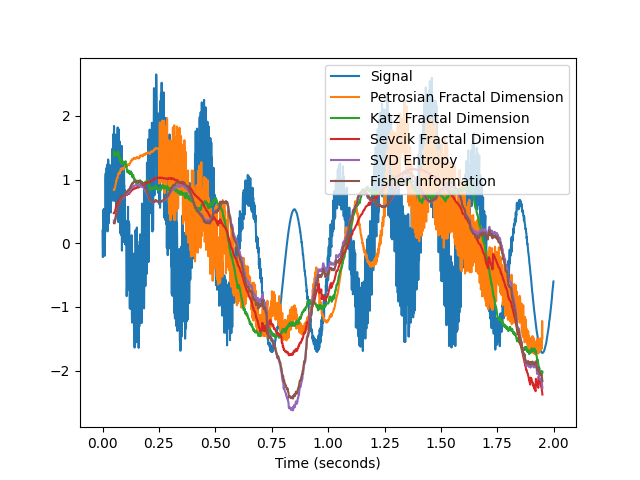 Signal
Petrosian Fractal Dimension
Katz Fractal Dimension
Sevcik Fractal Dimension
SVD Entropy
Fisher Information
2
1
0
−1
−2
0.00 0.25 0.50 0.75 1.00 1.25 1.50 1.75 2.00
Time (seconds)